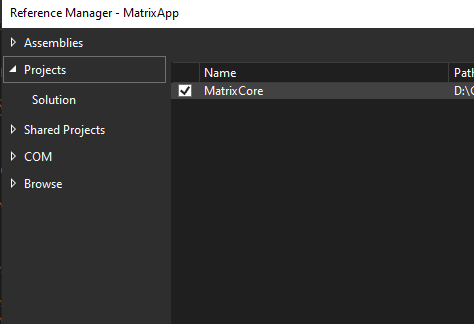 Reference Manager - MatrixApp
Assemblies
Projects
Solution
Shared Projects
COM
Browse
Name
MatrixCore
D:\